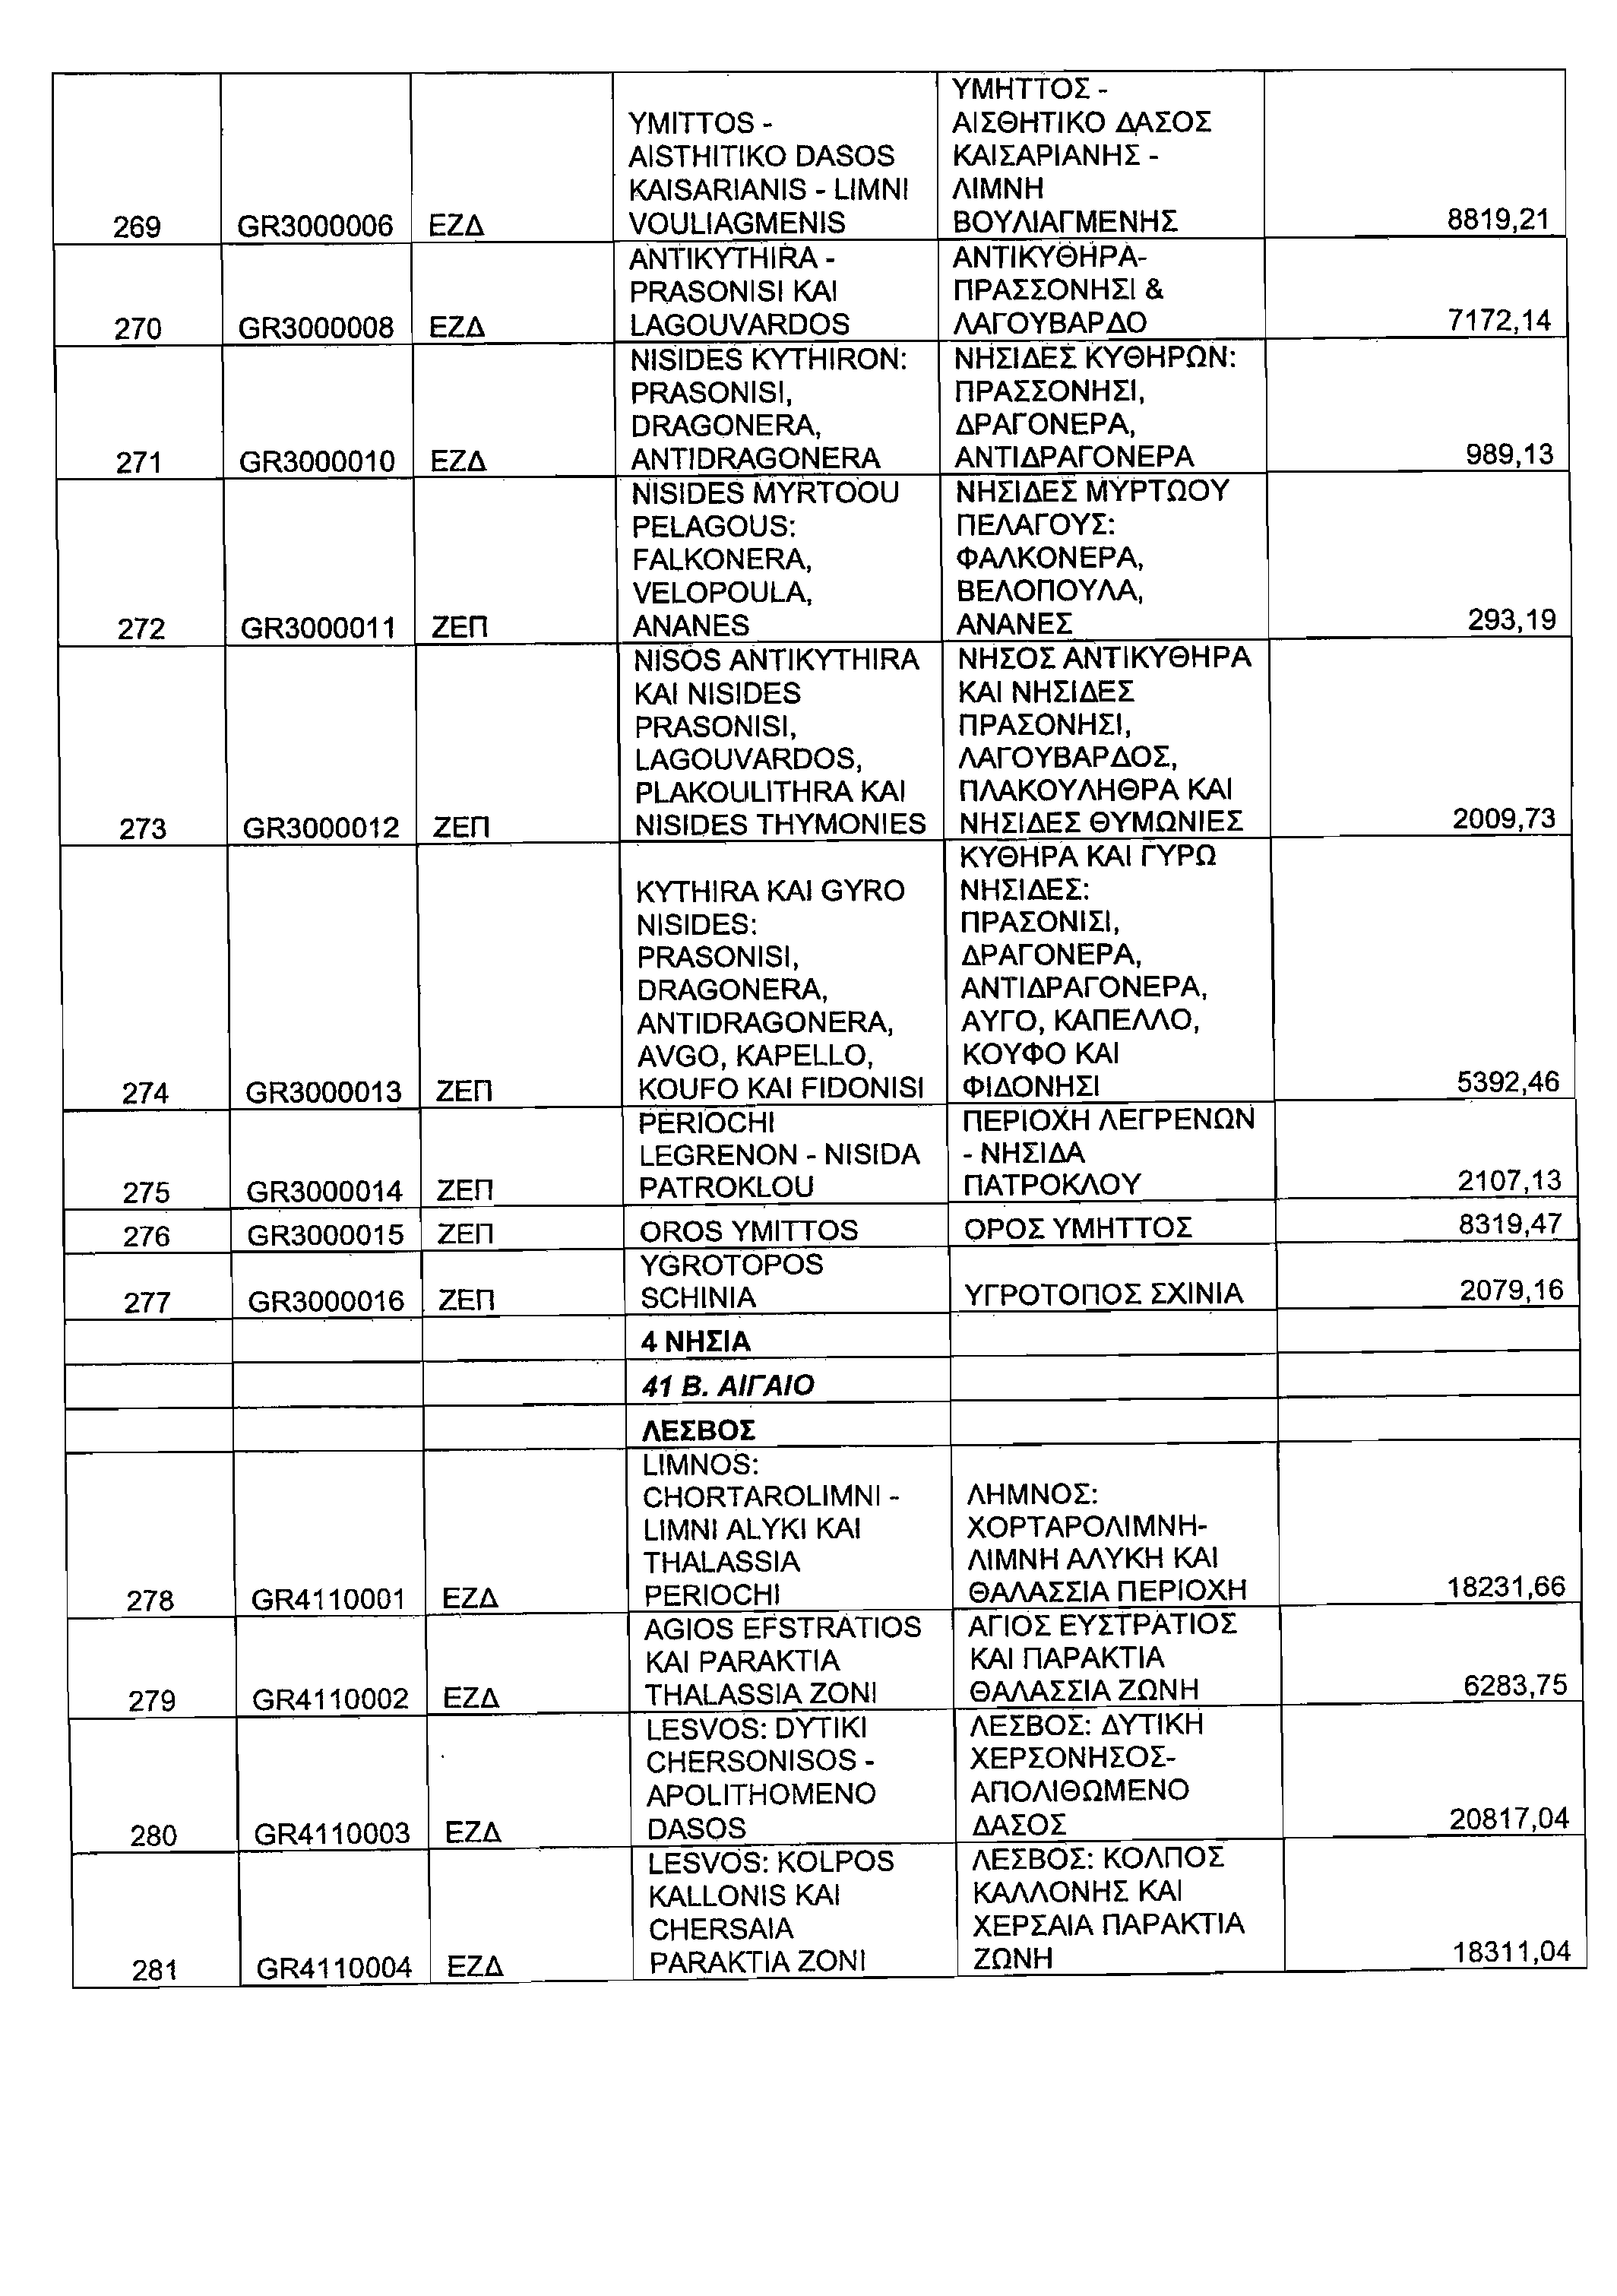 269 GR3000006 ΕΖΔ
YMITTOS -
AISTHITIKO DASOS
KAISARIANIS - LIMNI
VOULIAGMENIS
ΥΜΗΤΤΟΣ -
ΑΙΣΘΗΤΙΚΟ ΔΑΣΟΣ
ΚΑΙΣΑΡΙΑΝΗΣ -
ΛΙΜΝΗ
ΒΟΥΛΙΑΓΜΕΝΗΣ
8819,21
270 GR3000008 ΕΖΔ
ANTIKYTHIRA -
PRASONISI KAI
LAGOUVARDOS
ΑΝΤΙΚΥΘΗΡΑ-
ΠΡΑΣΣΟΝΗΣΙ &
ΛΑΓΟΥΒΑΡΔΟ
7172,14
271 GR3000010 ΕΖΔ
NISIDES KYTHIRON:
PRASONISI,
DRAGONERA,
ANTIDRAGONERA
ΝΗΣΙΔΕΣ ΚΥΘΗΡΩΝ:
ΠΡΑΣΣΟΝΗΣΙ,
ΔΡΑΓΟΝΕΡΑ,
ΑΝΤΙΔΡΑΓΟΝΕΡΑ
989,13
272 GR3000011 ΖΕΠ
NISIDES MYRTOOU
PELAGOUS:
FALKONERA,
VELOPOULA,
ANANES
ΝΗΣΙΔΕΣ ΜΥΡΤΩΟΥ
ΠΕΛΑΓΟΥΣ:
ΦΑΛΚΟΝΕΡΑ,
ΒΕΛΟΠΟΥΛΑ,
ΑΝΑΝΕΣ
293,19
273 GR3000012 ΖΕΠ
NISOS ANTIKYTHIRA
KAI NISIDES
PRASONISI,
LAGOUVARDOS,
PLAKOULITHRA KAI
NISIDES THYMONIES
ΝΗΣΟΣ ΑΝΤΙΚΥΘΗΡΑ
ΚΑΙ ΝΗΣΙΔΕΣ
ΠΡΑΣΟΝΗΣΙ,
ΛΑΓΟΥΒΑΡΔΟΣ,
ΠΛΑΚΟΥΛΗΘΡΑ ΚΑΙ
ΝΗΣΙΔΕΣ ΘΥΜΩΝΙΕΣ
2009,73
274 GR3000013 ΖΕΠ
KYTHIRA KAI GYRO
NISIDES:
PRASONISI,
DRAGONERA,
ANTIDRAGONERA,
AVGO, KAPELLO,
KOUFO KAI FIDONISI
ΚΥΘΗΡΑ ΚΑΙ ΓΥΡΩ
ΝΗΣΙΔΕΣ:
ΠΡΑΣΟΝΙΣΙ,
ΔΡΑΓΟΝΕΡΑ,
ΑΝΤΙΔΡΑΓΟΝΕΡΑ,
ΑΥΓΟ, ΚΑΠΕΛΛΟ,
ΚΟΥΦΟ ΚΑΙ
ΦΙΔΟΝΗΣΙ
5392,46
275 GR3000014 ΖΕΠ
PERIOCHI
LEGRENON - NISIDA
PATROKLOU
ΠΕΡΙΟΧΗ ΛΕΓΡΕΝΩΝ
- ΝΗΣΙΔΑ
ΠΑΤΡΟΚΛΟΥ
2107,13
276 GR3000015 ΖΕΠ OROS YMITTOS ΟΡΟΣ ΥΜΗΤΤΟΣ 8319,47
277 GR3000016 ΖΕΠ
YGROTOPOS
SCHINIA
ΥΓΡΟΤΟΠΟΣ ΣΧΙΝΙΑ
2079,16
4 ΝΗΣΙΑ
41 Β. ΑΙΓΑΙΟ
ΛΕΣΒΟΣ
278 GR4110001 ΕΖΔ
LIMNOS:
CHORTAROLIMNI -
LIMNI ALYKI KAI
THALASSIA
PERIOCHI
ΛΗΜΝΟΣ:
ΧΟΡΤΑΡΟΛΙΜΝΗ-
ΛΙΜΝΗ ΑΛΥΚΗ ΚΑΙ
ΘΑΛΑΣΣΙΑ ΠΕΡΙΟΧΗ
18231,66
279 GR4110002 ΕΖΔ
AGIOS EFSTRATIOS
KAI PARAKTIA
THALASSIA ZONI
ΑΓΙΟΣ ΕΥΣΤΡΑΤΙΟΣ
ΚΑΙ ΠΑΡΑΚΤΙΑ
ΘΑΛΑΣΣΙΑ ΖΩΝΗ
6283,75
280 GR4110003 ΕΖΔ
LESVOS: DYTIKI
CHERSONISOS -
APOLITHOMENO
DASOS
ΛΕΣΒΟΣ: ΔΥΤΙΚΗ
ΧΕΡΣΟΝΗΣΟΣ-
ΑΠΟΛΙΘΩΜΕΝΟ
ΔΑΣΟΣ
20817,04
281 GR4110004 ΕΖΔ
LESVOS: KOLPOS
KALLONIS KAI
CHERSAIA
PARAKTIA ZONI
ΛΕΣΒΟΣ: ΚΟΛΠΟΣ
ΚΑΛΛΟΝΗΣ ΚΑΙ
ΧΕΡΣΑΙΑ ΠΑΡΑΚΤΙΑ
ΖΩΝΗ
18311,04